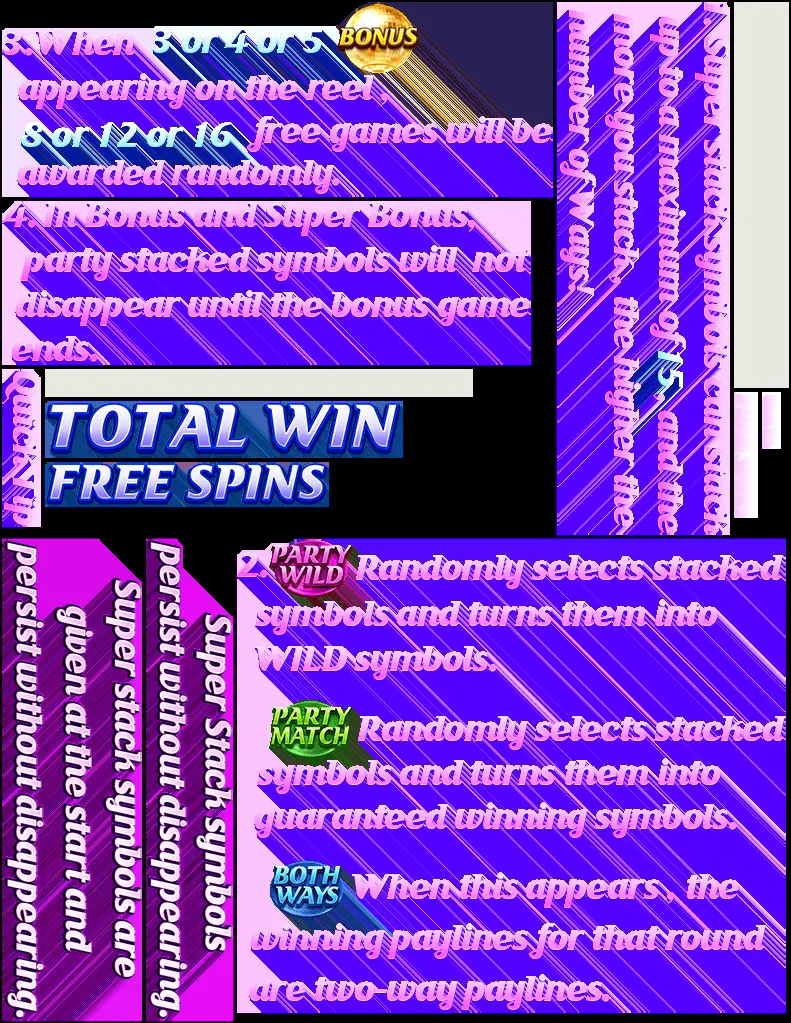 3. When 3 or 4 or 5 BONUS
appearing on the reel,
8 or 12 or 16 free games will be
awarded randomly.
4. In Bonus and Super Bonus,
party stacked symbols will not
disappear until the bonus game
ends.
1. Super stack symbols can stack
up to a maximum of 15, and the
more you stack, the higher the
number of Ways!
QuickNTip
TOTAL WIN
FREE SPINS
Super stack symbols are
given at the start and
persist without disappearing.
Super Stack symbols
persist without disappearing.
2. PARTY WILD Randomly selects stacked
symbols and turns them into
WILD symbols.
PARTY MATCH Randomly selects stacked
symbols and turns them into
guaranteed winning symbols.
BOTH WAYS When this appears, the
winning paylines for that round
are two-way paylines.